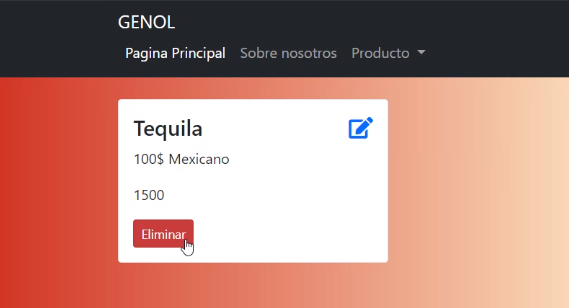 GENOL
Pagina Principal Sobre nosotros Producto
Tequila
100$ Mexicano
1500
Eliminar